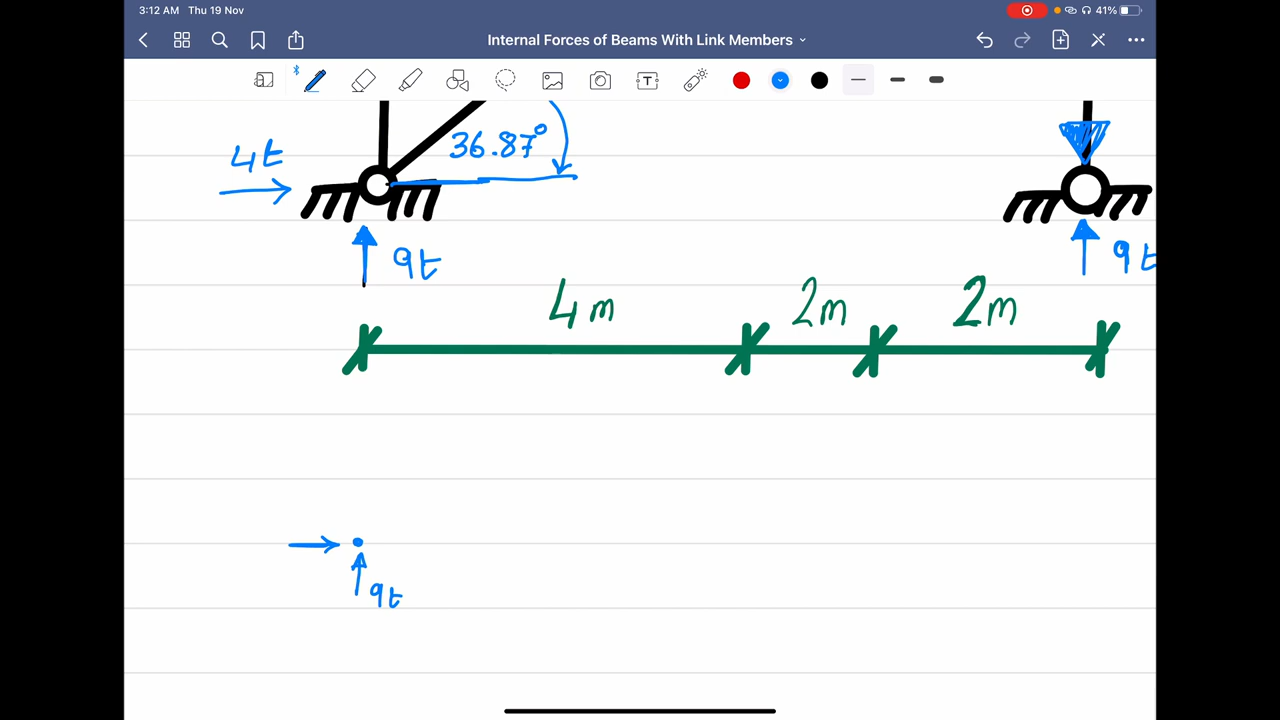 3:12 AM Thu 19 Nov 41%
Internal Forces of Beams With Link Members
T
36.87°
4t
9t
9t
4m 2m 2m
9t